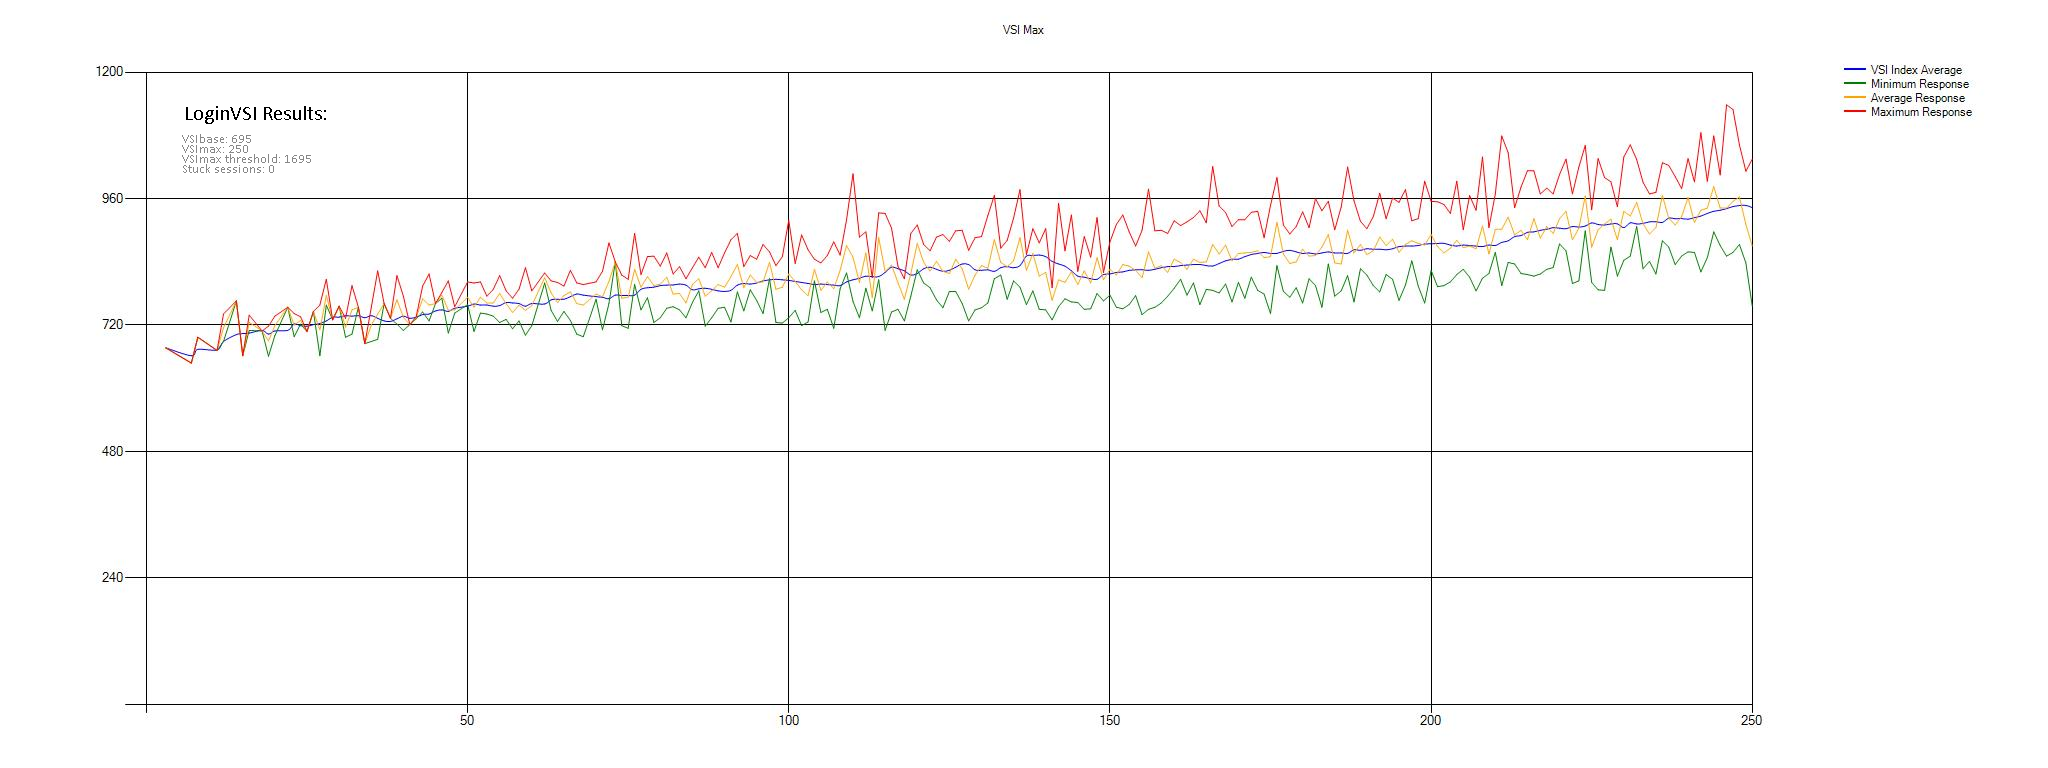 VSI Max
1200
960
720
480
240
LoginVSI Results:
VSIbase: 695
VSImax: 250
VSImax threshold: 1695
Stuck sessions: 0
50
100
150
200
250
VSI Index Average
Minimum Response
Average Response
Maximum Response